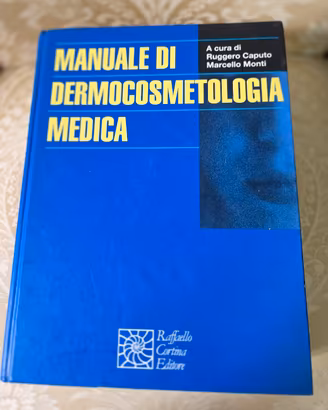 MANUALE DI
A cura di
Ruggero Caputo
Marcello Monti
DERMOCOSMETOLOGIA
MEDICA
Raffaello
Cortina
Editore